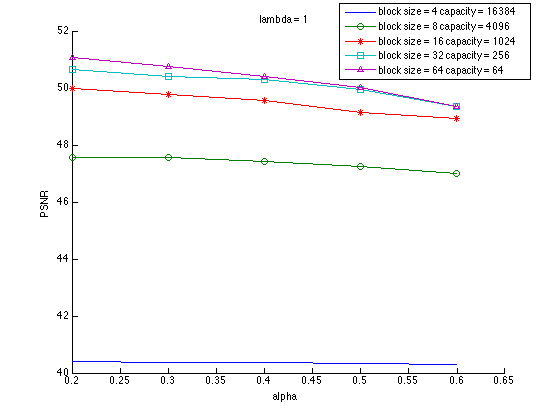 lambda = 1
block size = 4 capacity = 16384
block size = 8 capacity = 4096
block size = 16 capacity = 1024
block size = 32 capacity = 256
block size = 64 capacity = 64
52
50
48
46
44
42
40
PSNR
0.2 0.25 0.3 0.35 0.4 0.45 0.5 0.55 0.6 0.65
alpha